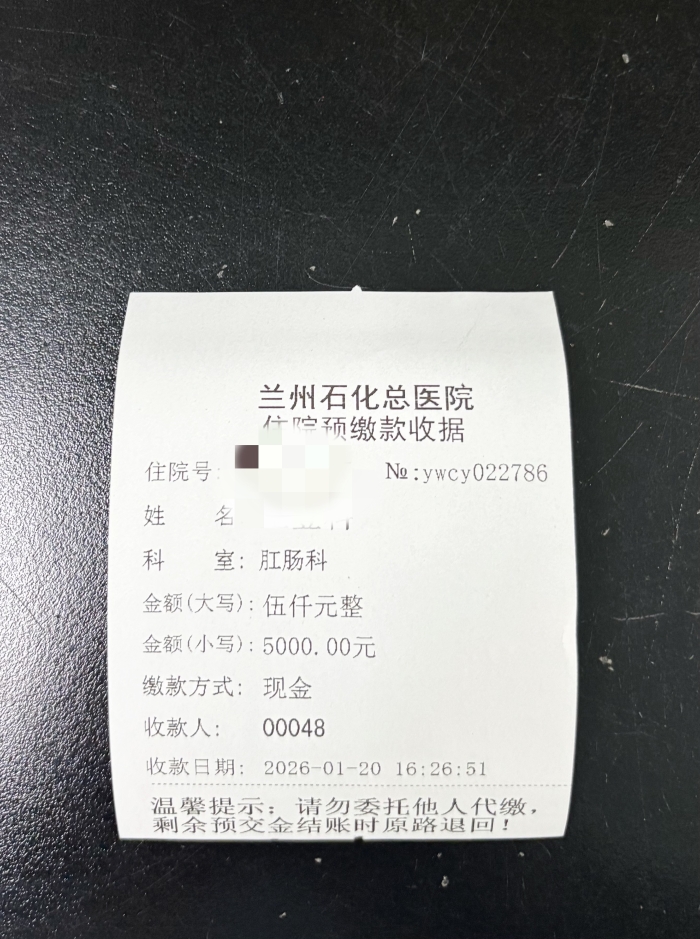 兰州石化总医院
住院预缴款收据
住院号: №:ywcy022786
姓 名
科 室: 肛肠科
金额(大写): 伍仟元整
金额(小写): 5000.00元
缴款方式: 现金
收款人: 00048
收款日期: 2026-01-20 16:26:51
温馨提示: 请勿委托他人代缴,
剩余预交金结账时原路退回!